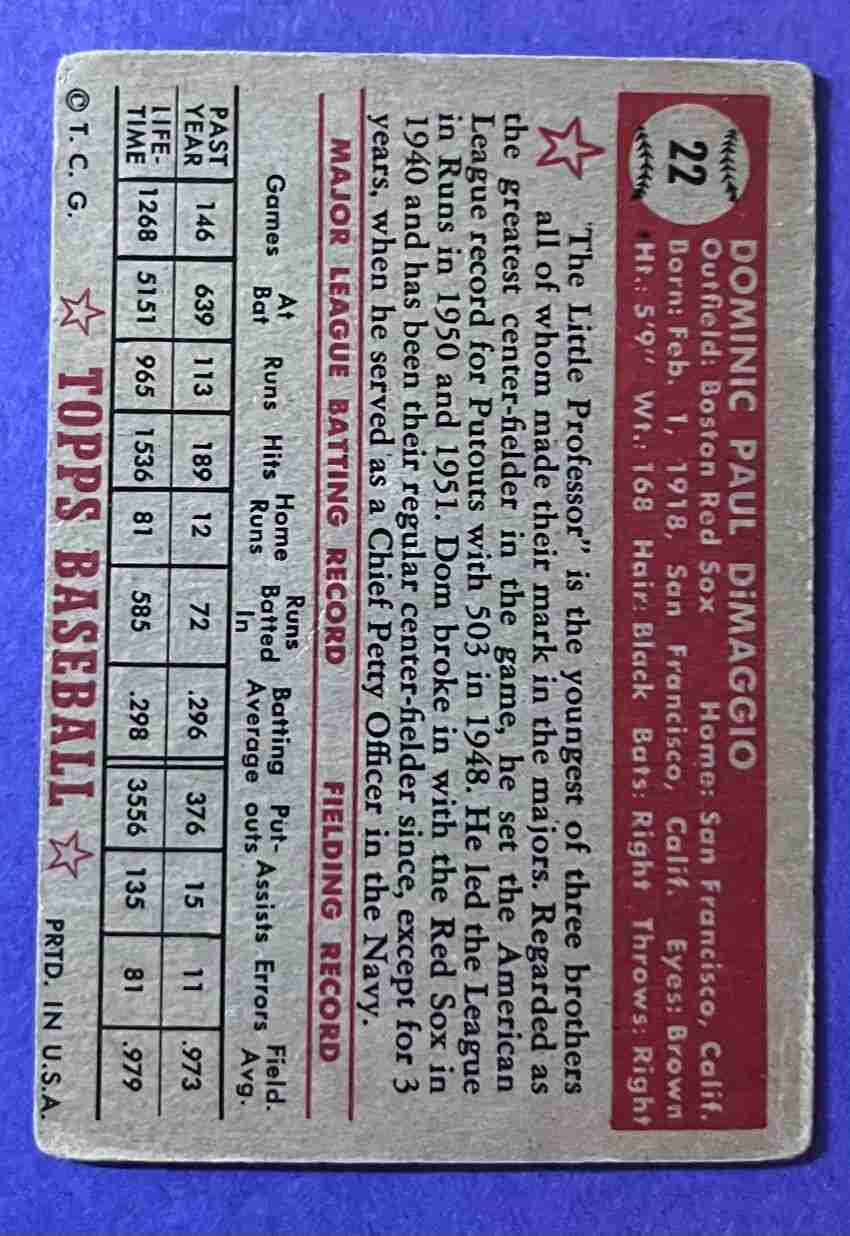 22
DOMINIC PAUL DiMAGGIO
Outfield: Boston Red Sox Home: San Francisco, Calif.
Born: Feb. 1, 1918, San Francisco, Calif. Eyes: Brown
Ht.: 5'9" Wt.: 168 Hair: Black Bats: Right Throws: Right
"The Little Professor" is the youngest of three brothers
all of whom made their mark in the majors. Regarded as
the greatest center-fielder in the game, he set the American
League record for Putouts with 503 in 1948. He led the League
in Runs in 1950 and 1951. Dom broke in with the Red Sox in
1940 and has been their regular center-fielder since, except for 3
years, when he served as a Chief Petty Officer in the Navy.
MAJOR LEAGUE BATTING RECORD FIELDING RECORD
Games At Bat Runs Hits Home Runs Runs Batted In Batting Average Put-outs Assists Errors Field. Avg.
PAST YEAR 146 639 113 189 12 72 .296 376 15 11 .973
LIFE-TIME 1268 5151 965 1536 81 585 .298 3556 135 81 .979
© T. C. G. TOPPS BASEBALL PRTD. IN U.S.A.